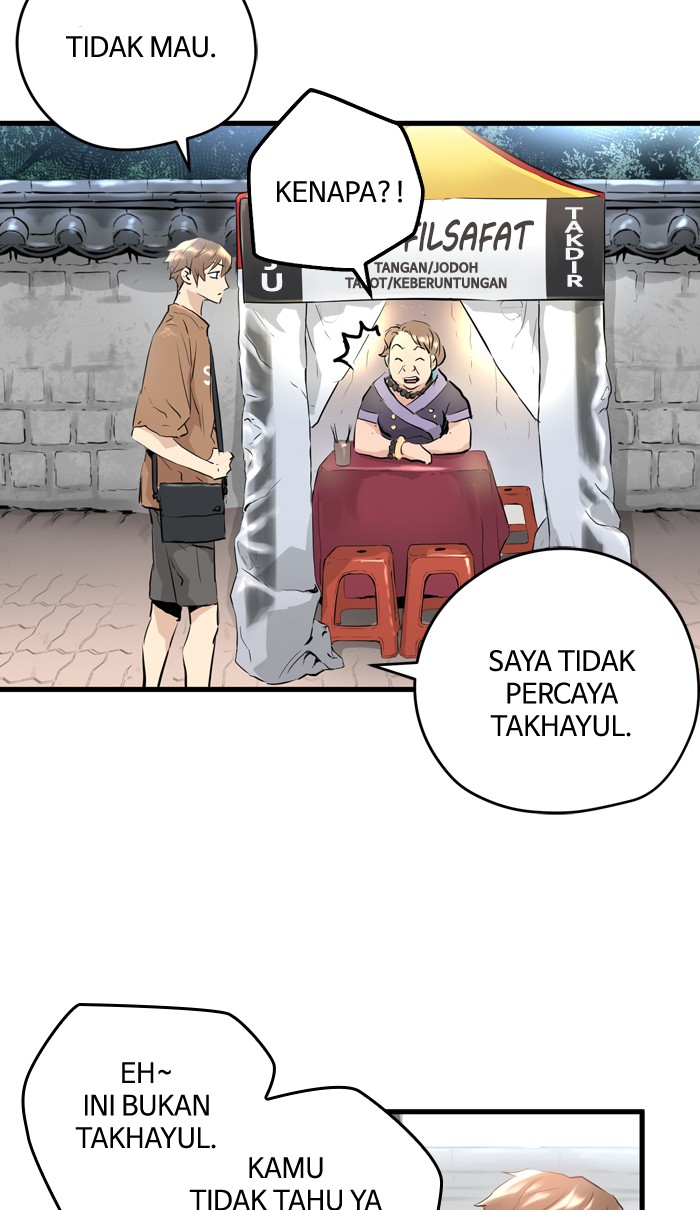 TIDAK MAU.
KENAPA?!
FILSAFAT
TANGAN/JODOH
KEBERUNTUNGAN
TAKDIR
SAYA TIDAK
PERCAYA
TAKHAYUL.
EH~
INI BUKAN
TAKHAYUL.
KAMU
TIDAK TAHU YA